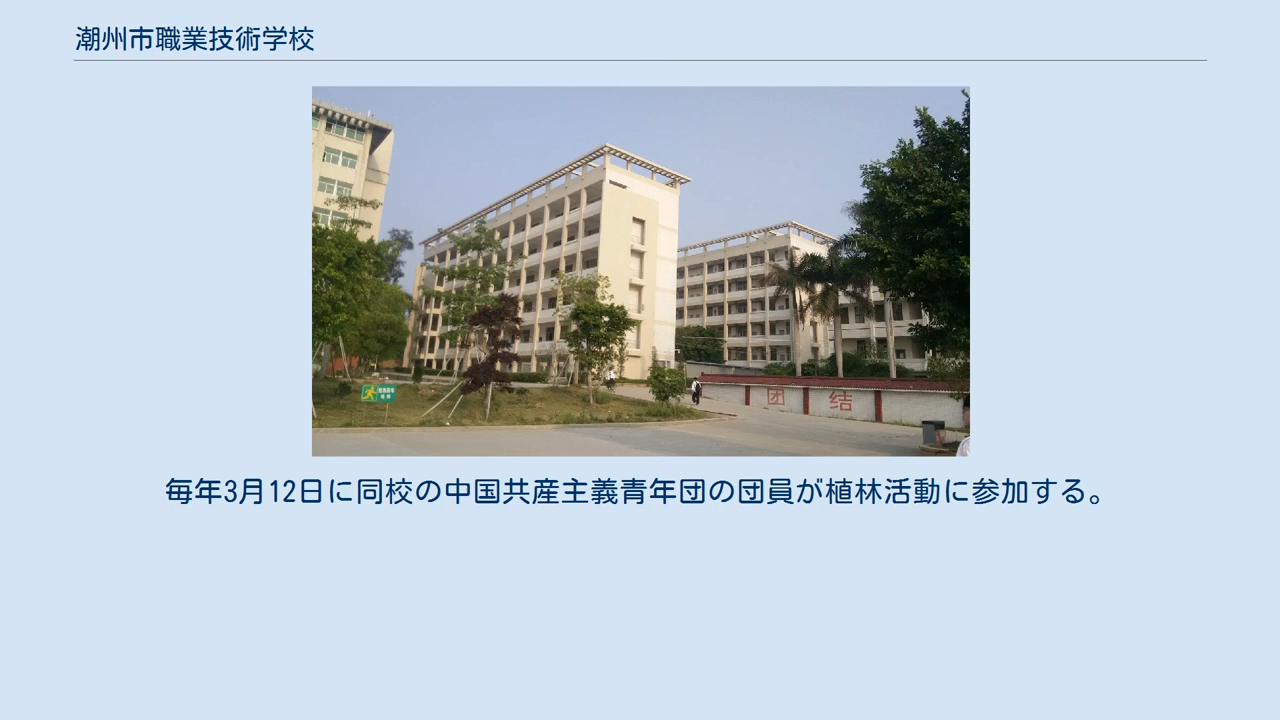 潮州市職業技術学校
团 结
毎年3月12日に同校の中国共産主義青年団の団員が植林活動に参加する。